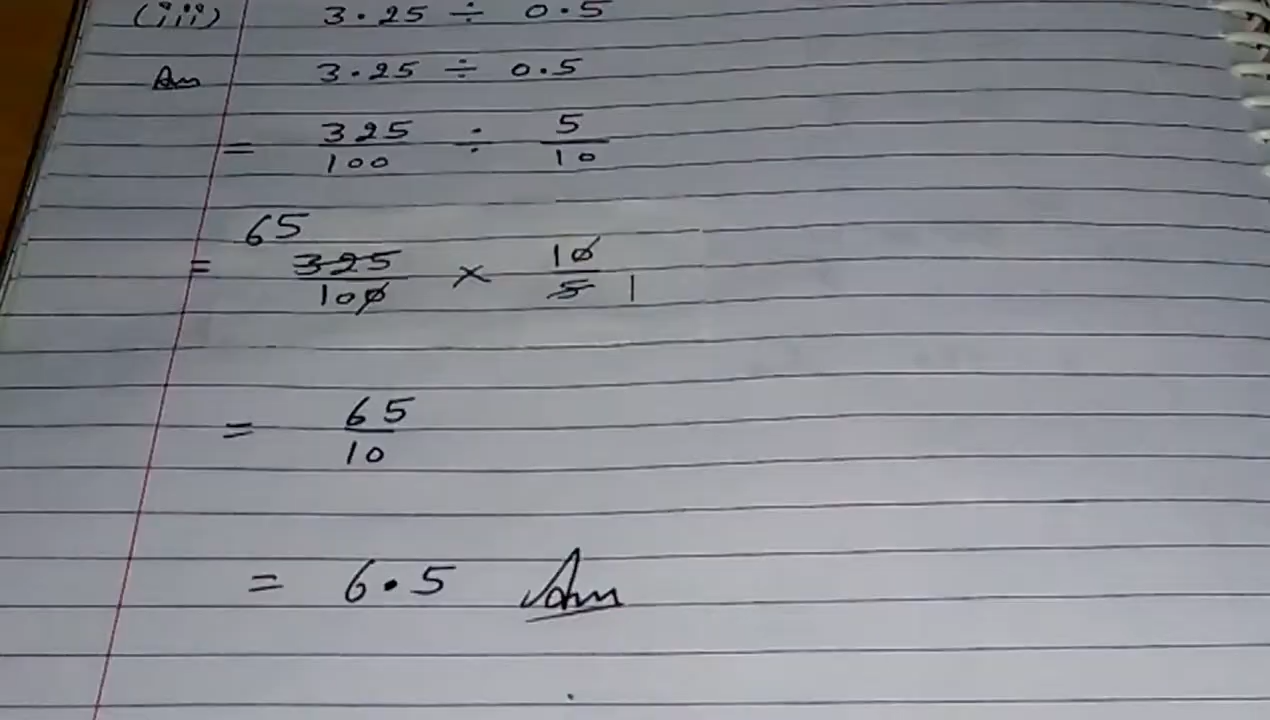 (iii) 3.25 ÷ 0.5
Ans 3.25 ÷ 0.5
= 325/100 ÷ 5/10
65
= 325/100 × 10/5 1
= 65/10
= 6.5 Ans